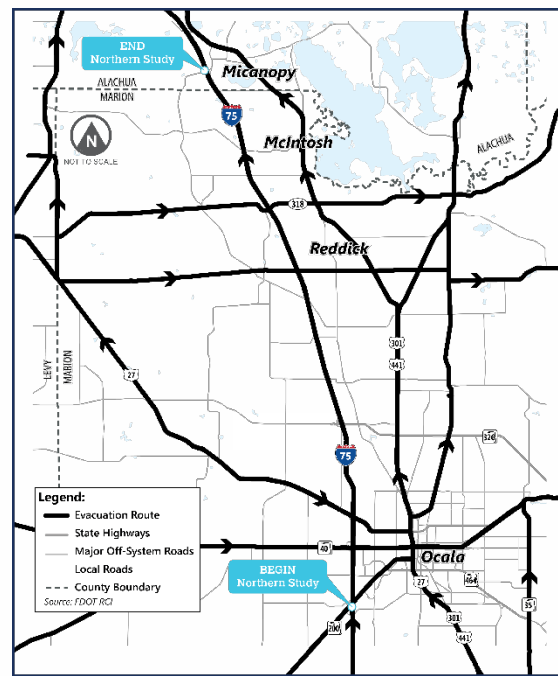 END
Northern Study
Micanopy
ALACHUA
MARION
75
N
NOT TO SCALE
McIntosh
ALACHUA
318
Reddick
301
441
LEVY
MARION
27
326
75
Legend:
Evacuation Route
State Highways
Major Off-System Roads
Local Roads
County Boundary
Source: FDOT RCI
40
Ocala
BEGIN
Northern Study
27
464
35
200
301
441